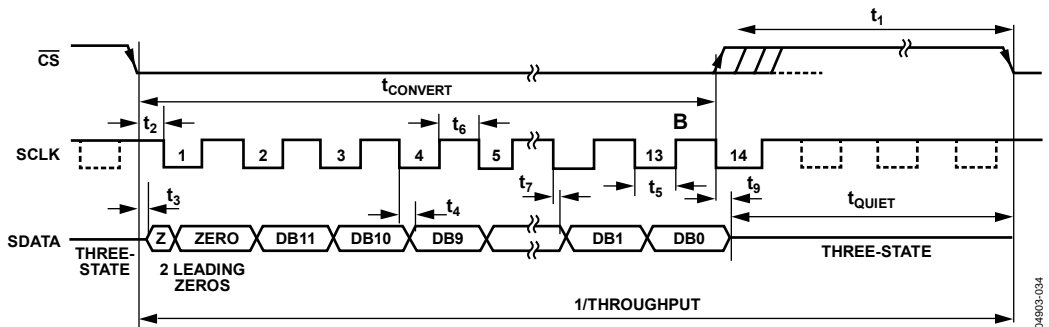 t1
CS
tCONVERT
t2
t6
B
SCLK
1
2
3
4
5
13
14
t3
t4
t7
t5
t9
tQUIET
SDATA
Z
ZERO
DB11
DB10
DB9
DB1
DB0
THREE-
STATE
2 LEADING
ZEROS
THREE-STATE
1/THROUGHPUT
04903-034